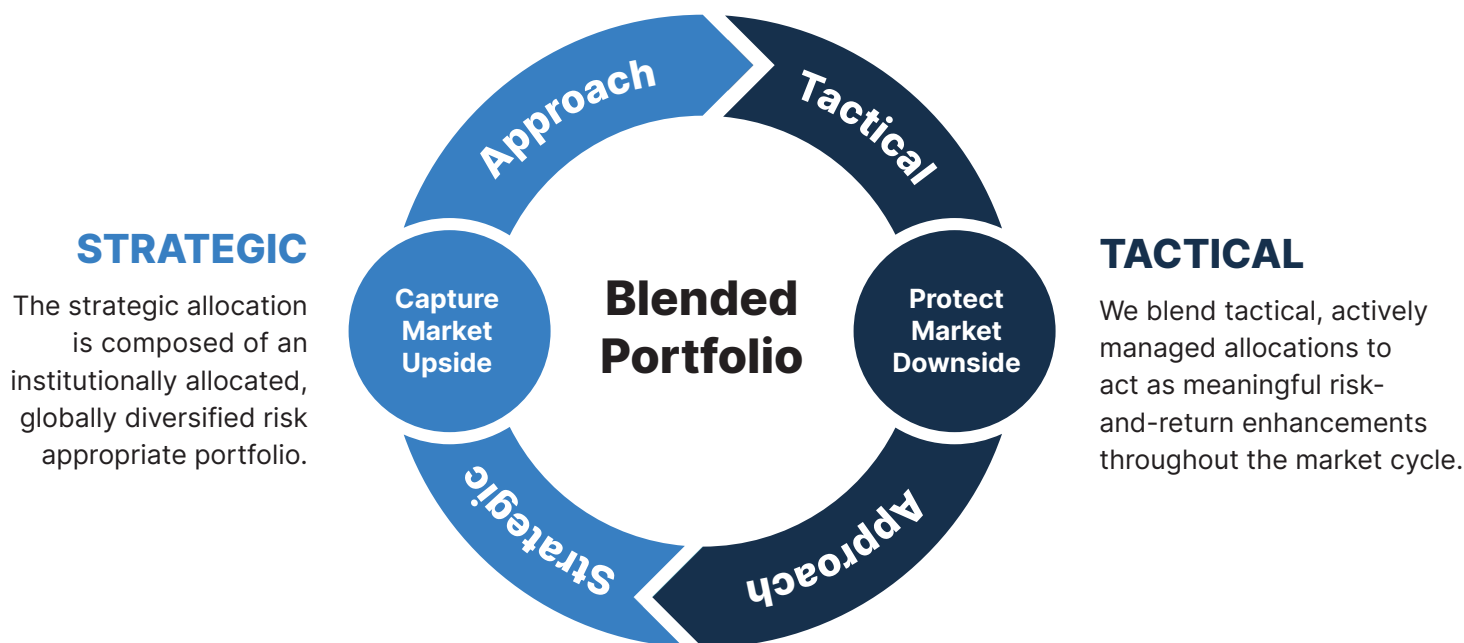 STRATEGIC
The strategic allocation
is composed of an
institutionally allocated,
globally diversified risk
appropriate portfolio.
Strategic
Approach
Capture
Market
Upside
Blended
Portfolio
Tactical
Approach
Protect
Market
Downside
TACTICAL
We blend tactical, actively
managed allocations to
act as meaningful risk-
and-return enhancements
throughout the market cycle.